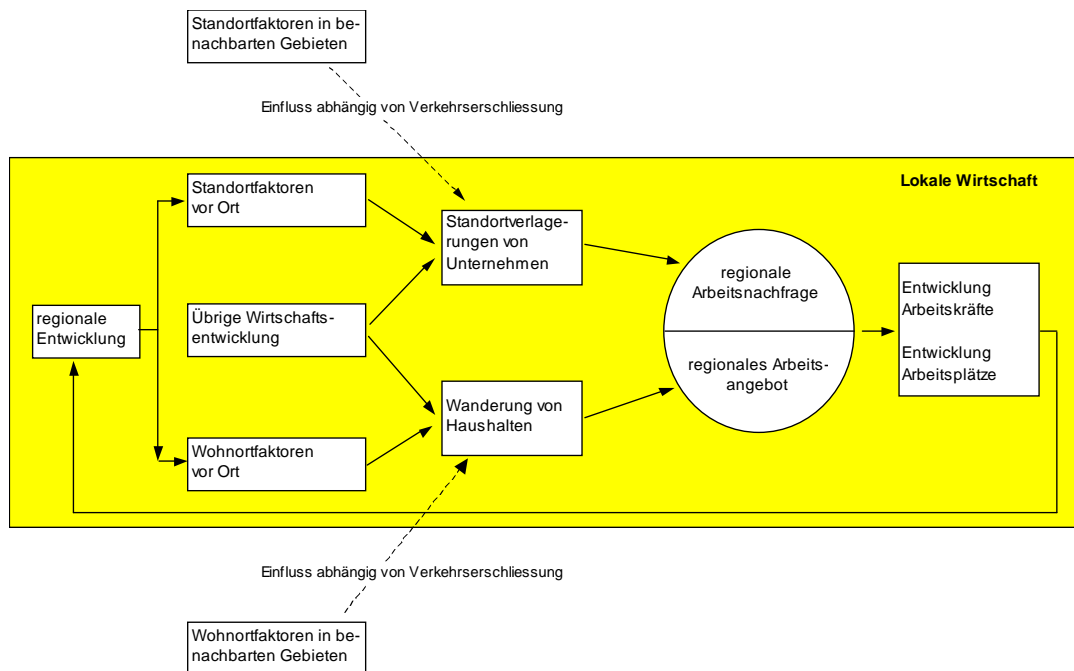 Standortfaktoren in be-
nachbarten Gebieten
Einfluss abhängig von Verkehrserschliessung
Lokale Wirtschaft
Standortfaktoren
vor Ort
Standortverlage-
rungen von
Unternehmen
regionale
Arbeitsnachfrage
Entwicklung
Arbeitskräfte
Entwicklung
Arbeitsplätze
regionale
Entwicklung
Übrige Wirtschafts-
entwicklung
regionales Arbeits-
angebot
Wanderung von
Haushalten
Wohnortfaktoren
vor Ort
Einfluss abhängig von Verkehrserschliessung
Wohnortfaktoren in be-
nachbarten Gebieten